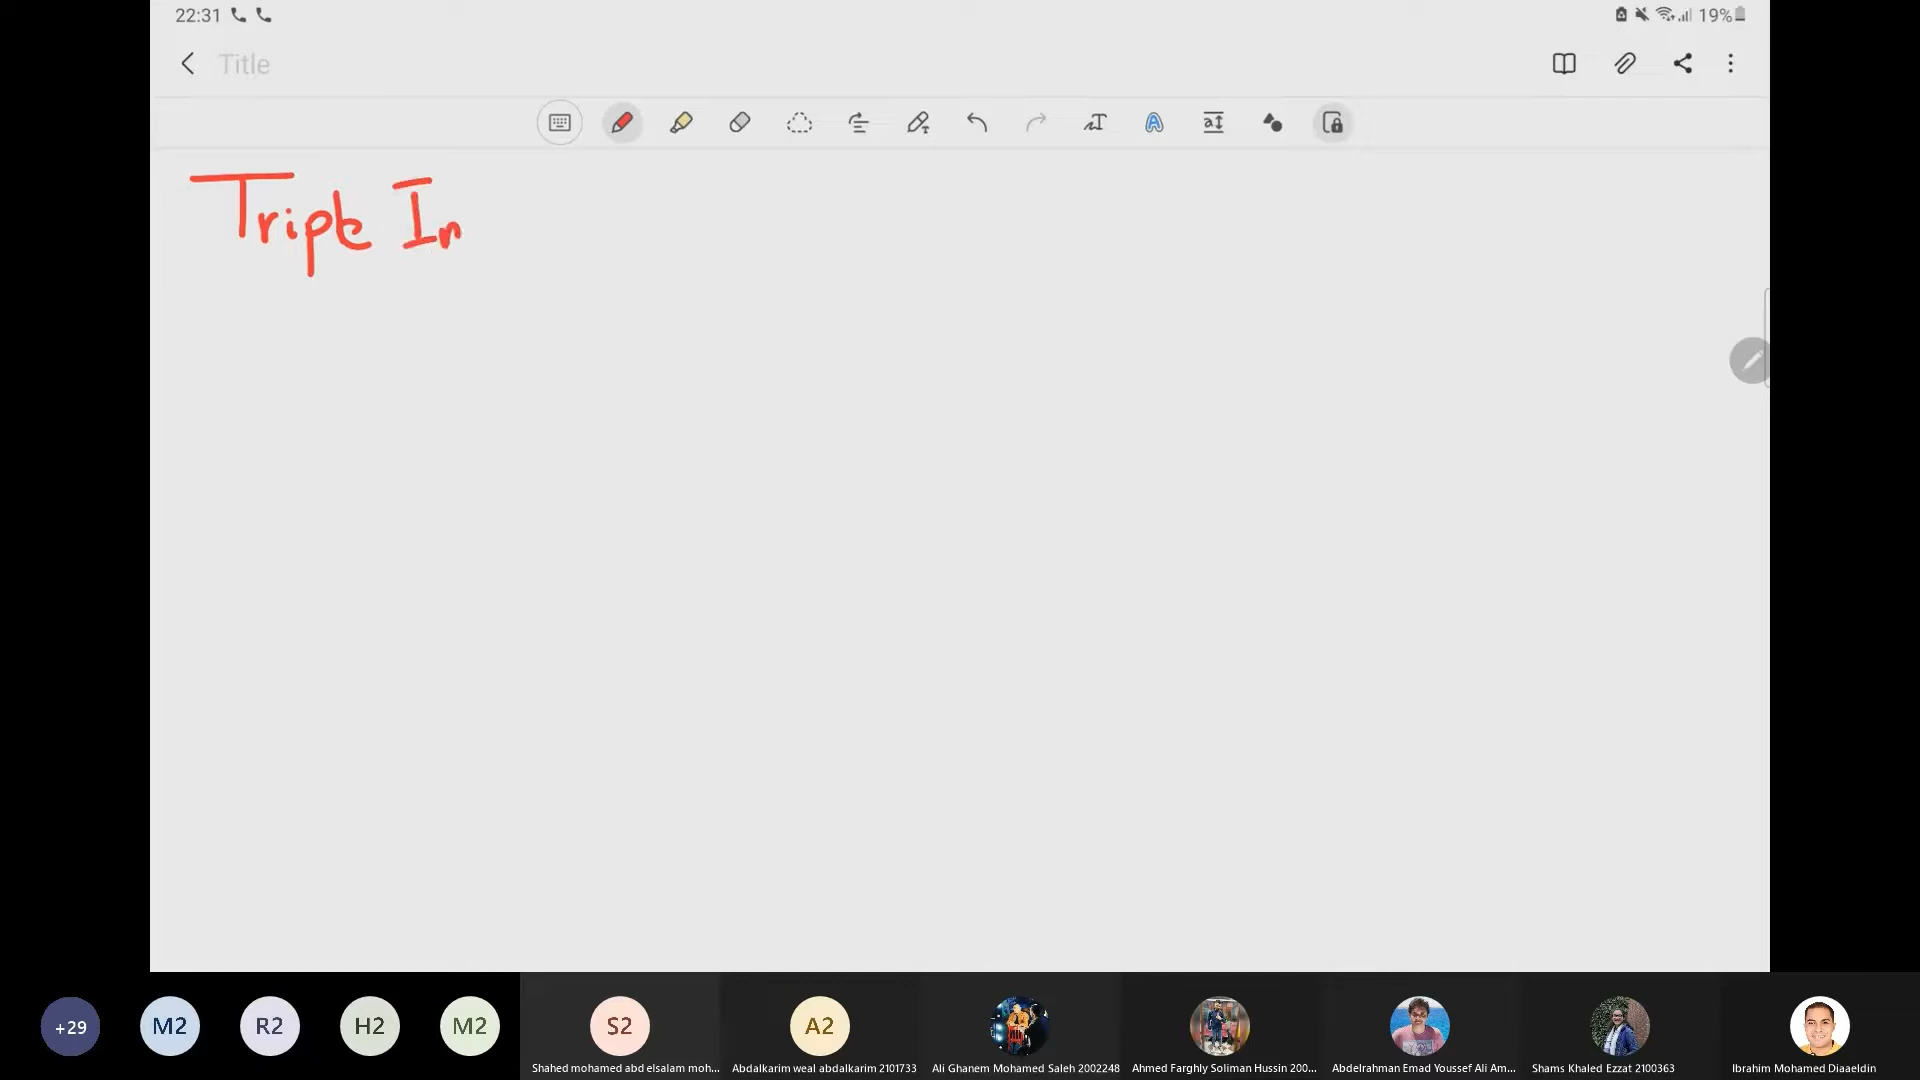 22:31 19%
Title
Triple In
+29 M2 R2 H2 M2 S2 A2
Shahed mohamed abd elsalam moh... Abdalkarim weal abdalkarim 2101733 Ali Ghanem Mohamed Saleh 2002248 Ahmed Farghly Soliman Hussin 200... Abdelrahman Emad Youssef Ali Am... Shams Khaled Ezzat 2100363 Ibrahim Mohamed Diaaeldin